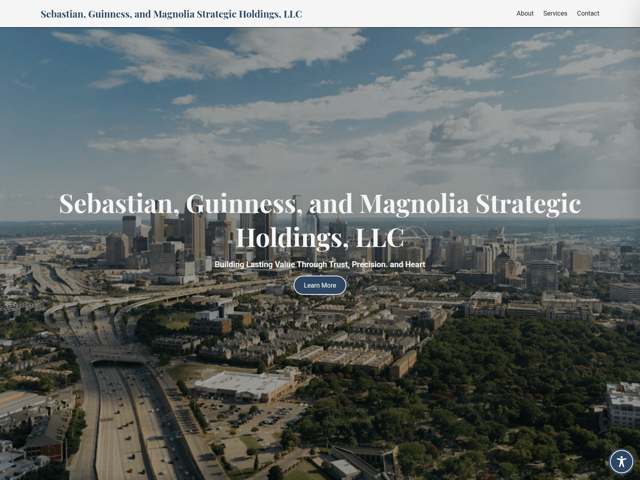 Sebastian, Guinness, and Magnolia Strategic Holdings, LLC
About Services Contact
Sebastian, Guinness, and Magnolia Strategic
Holdings, LLC
Building Lasting Value Through Trust, Precision. and Heart
Learn More